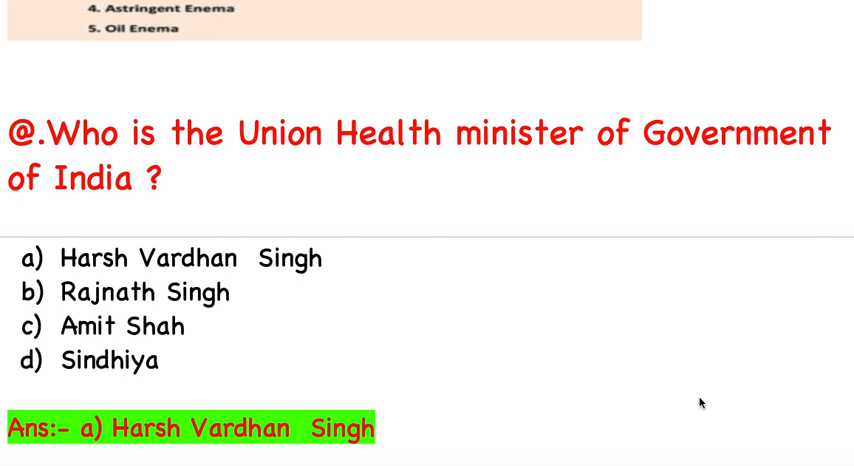 4. Astringent Enema
5. Oil Enema
@.Who is the Union Health minister of Government
of India ?
a) Harsh Vardhan Singh
b) Rajnath Singh
c) Amit Shah
d) Sindhiya
Ans:- a) Harsh Vardhan Singh